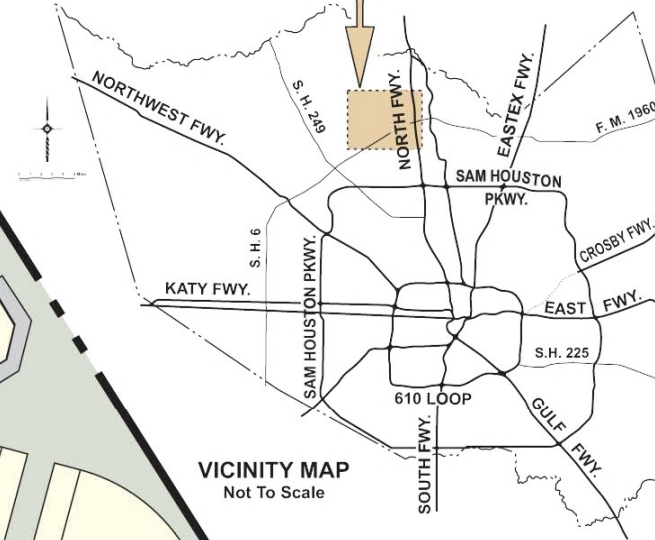 NORTHWEST FWY.
S. H. 249
NORTH FWY.
EASTEX FWY.
F. M. 1960
SAM HOUSTON
PKWY.
S. H. 6
CROSBY FWY.
KATY FWY.
SAM HOUSTON PKWY.
EAST FWY.
S.H. 225
610 LOOP
GULF FWY.
SOUTH FWY.
VICINITY MAP
Not To Scale